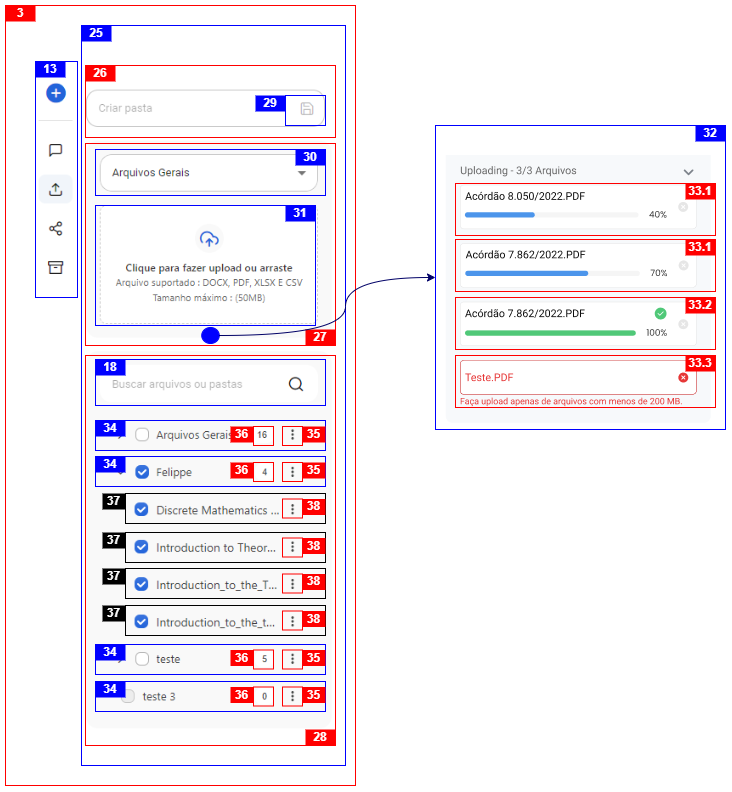 3
25
26
13
Criar pasta
29
30
Arquivos Gerais
31
Clique para fazer upload ou arraste
Arquivo suportado : DOCX, PDF, XLSX E CSV
Tamanho máximo : (50MB)
27
18
Buscar arquivos ou pastas
34 Arquivos Gerais 36 16 35
34 Felippe 36 4 35
37 Discrete Mathematics ... 38
37 Introduction to Theor... 38
37 Introduction_to_the_T... 38
37 Introduction_to_the_t... 38
34 teste 36 5 35
34 teste 3 36 0 35
28
32
Uploading - 3/3 Arquivos
33.1
Acórdão 8.050/2022.PDF
40%
33.1
Acórdão 7.862/2022.PDF
70%
33.2
Acórdão 7.862/2022.PDF
100%
33.3
Teste.PDF
Faça upload apenas de arquivos com menos de 200 MB.